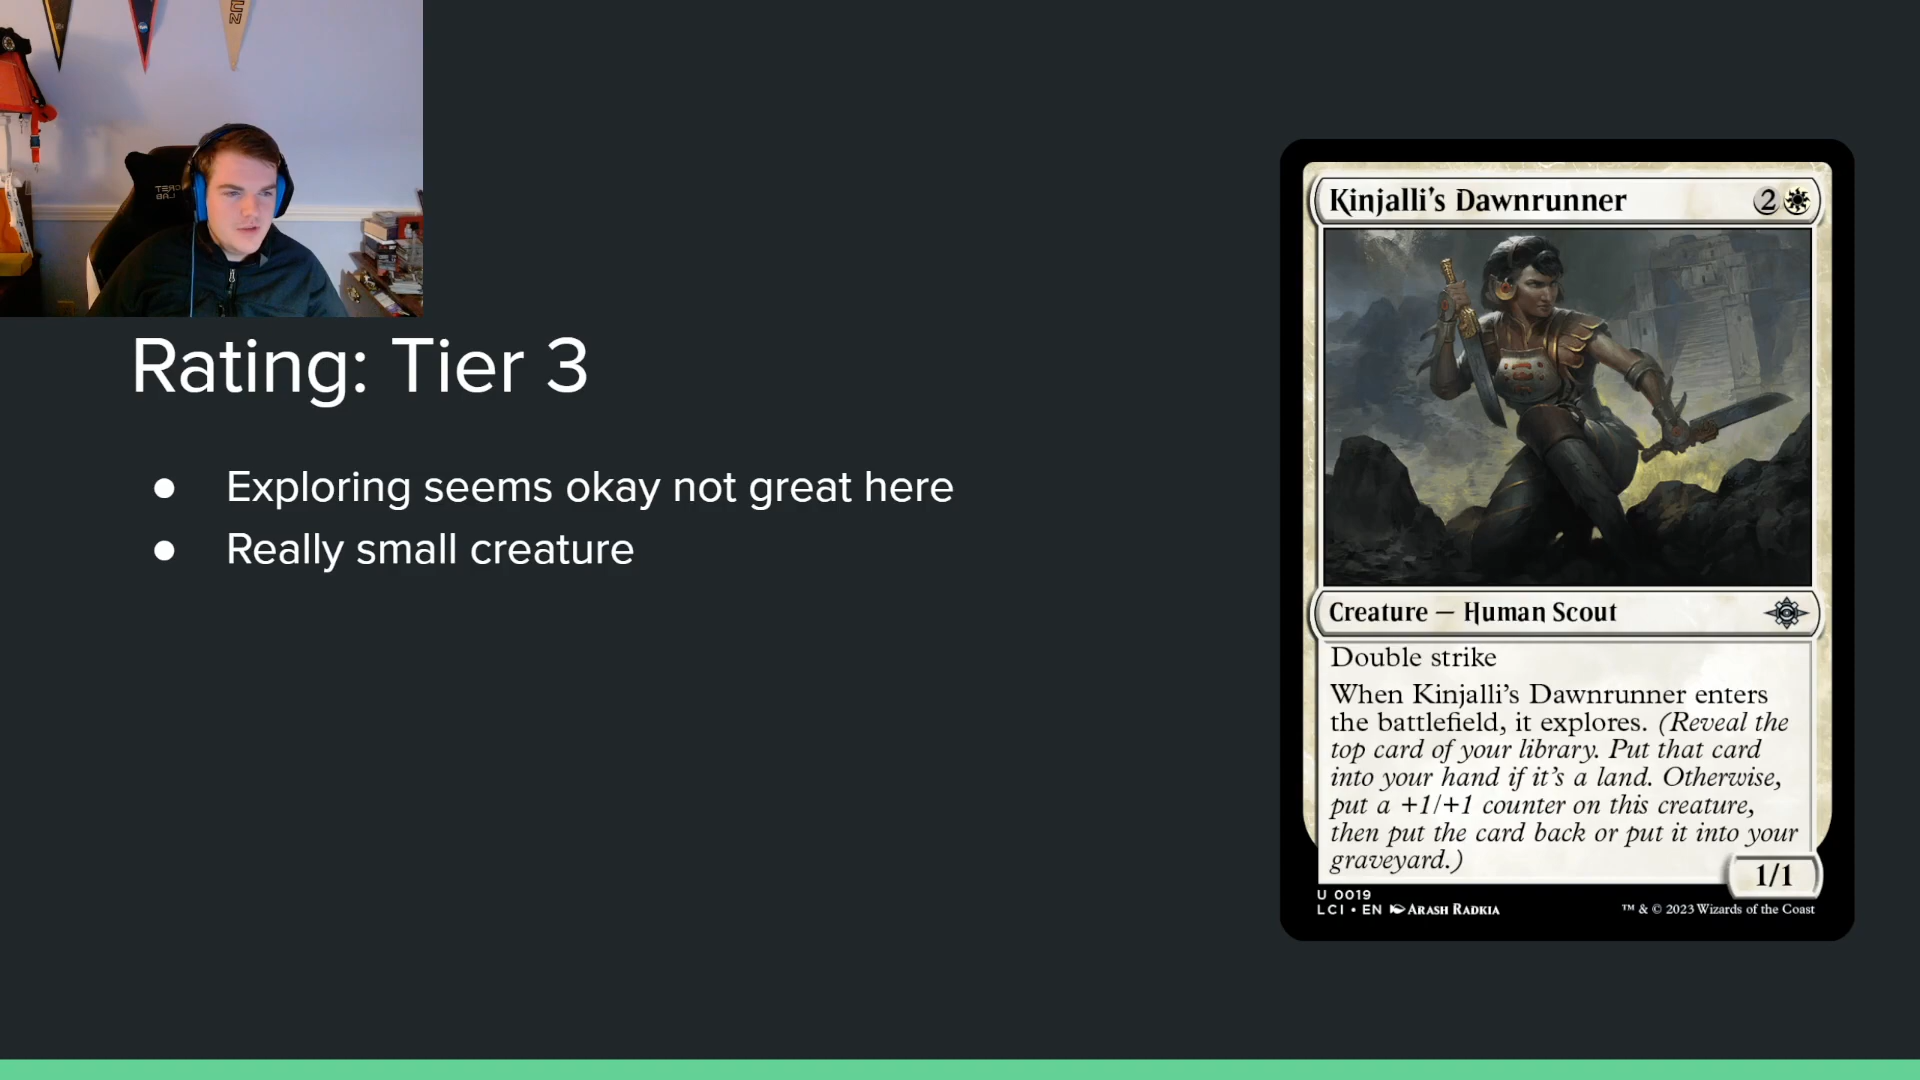 Rating: Tier 3
● Exploring seems okay not great here
● Really small creature
Kinjalli's Dawnrunner 2
Creature — Human Scout
Double strike
When Kinjalli's Dawnrunner enters
the battlefield, it explores. (Reveal the
top card of your library. Put that card
into your hand if it's a land. Otherwise,
put a +1/+1 counter on this creature,
then put the card back or put it into your
graveyard.)
1/1
U 0019
LCI • EN Arash Radkia
™ & © 2023 Wizards of the Coast